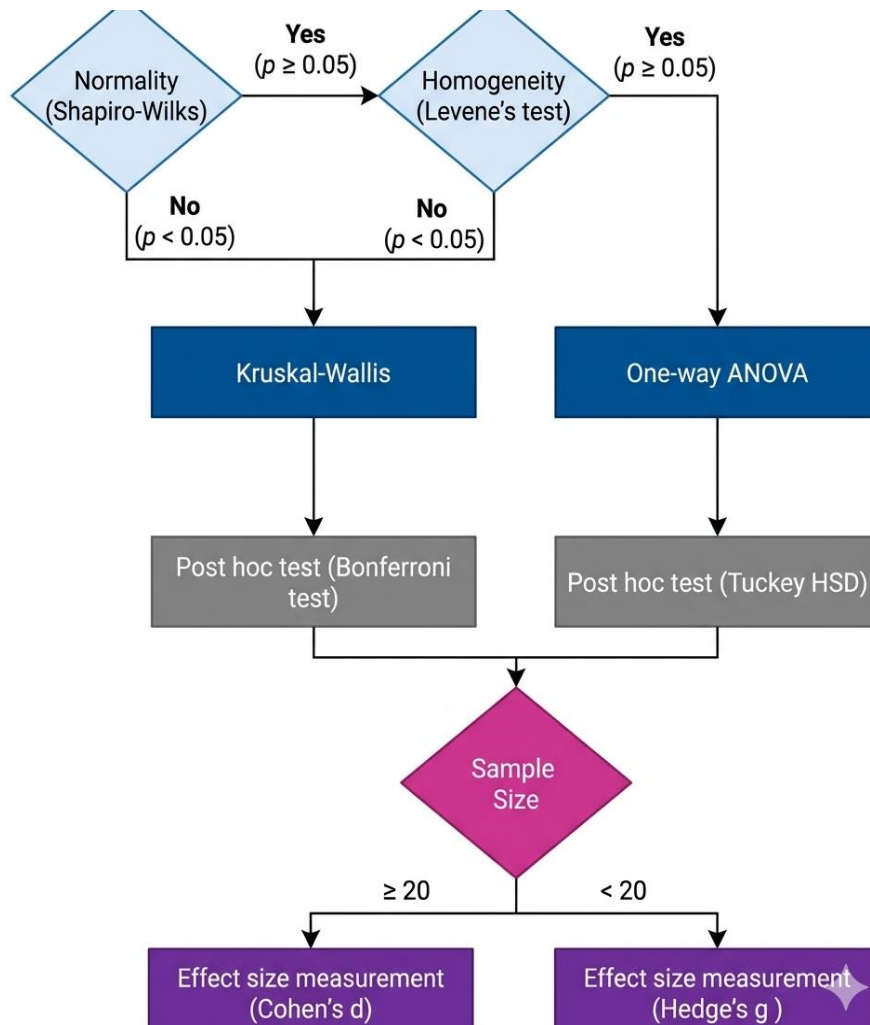 Yes
(p ≥ 0.05)
Yes
(p ≥ 0.05)
Normality
(Shapiro-Wilks)
Homogeneity
(Levene's test)
No
(p < 0.05)
No
(p < 0.05)
Kruskal-Wallis
One-way ANOVA
Post hoc test (Bonferroni
test)
Post hoc test (Tuckey HSD)
Sample
Size
≥ 20
< 20
Effect size measurement
(Cohen's d)
Effect size measurement
(Hedge's g )